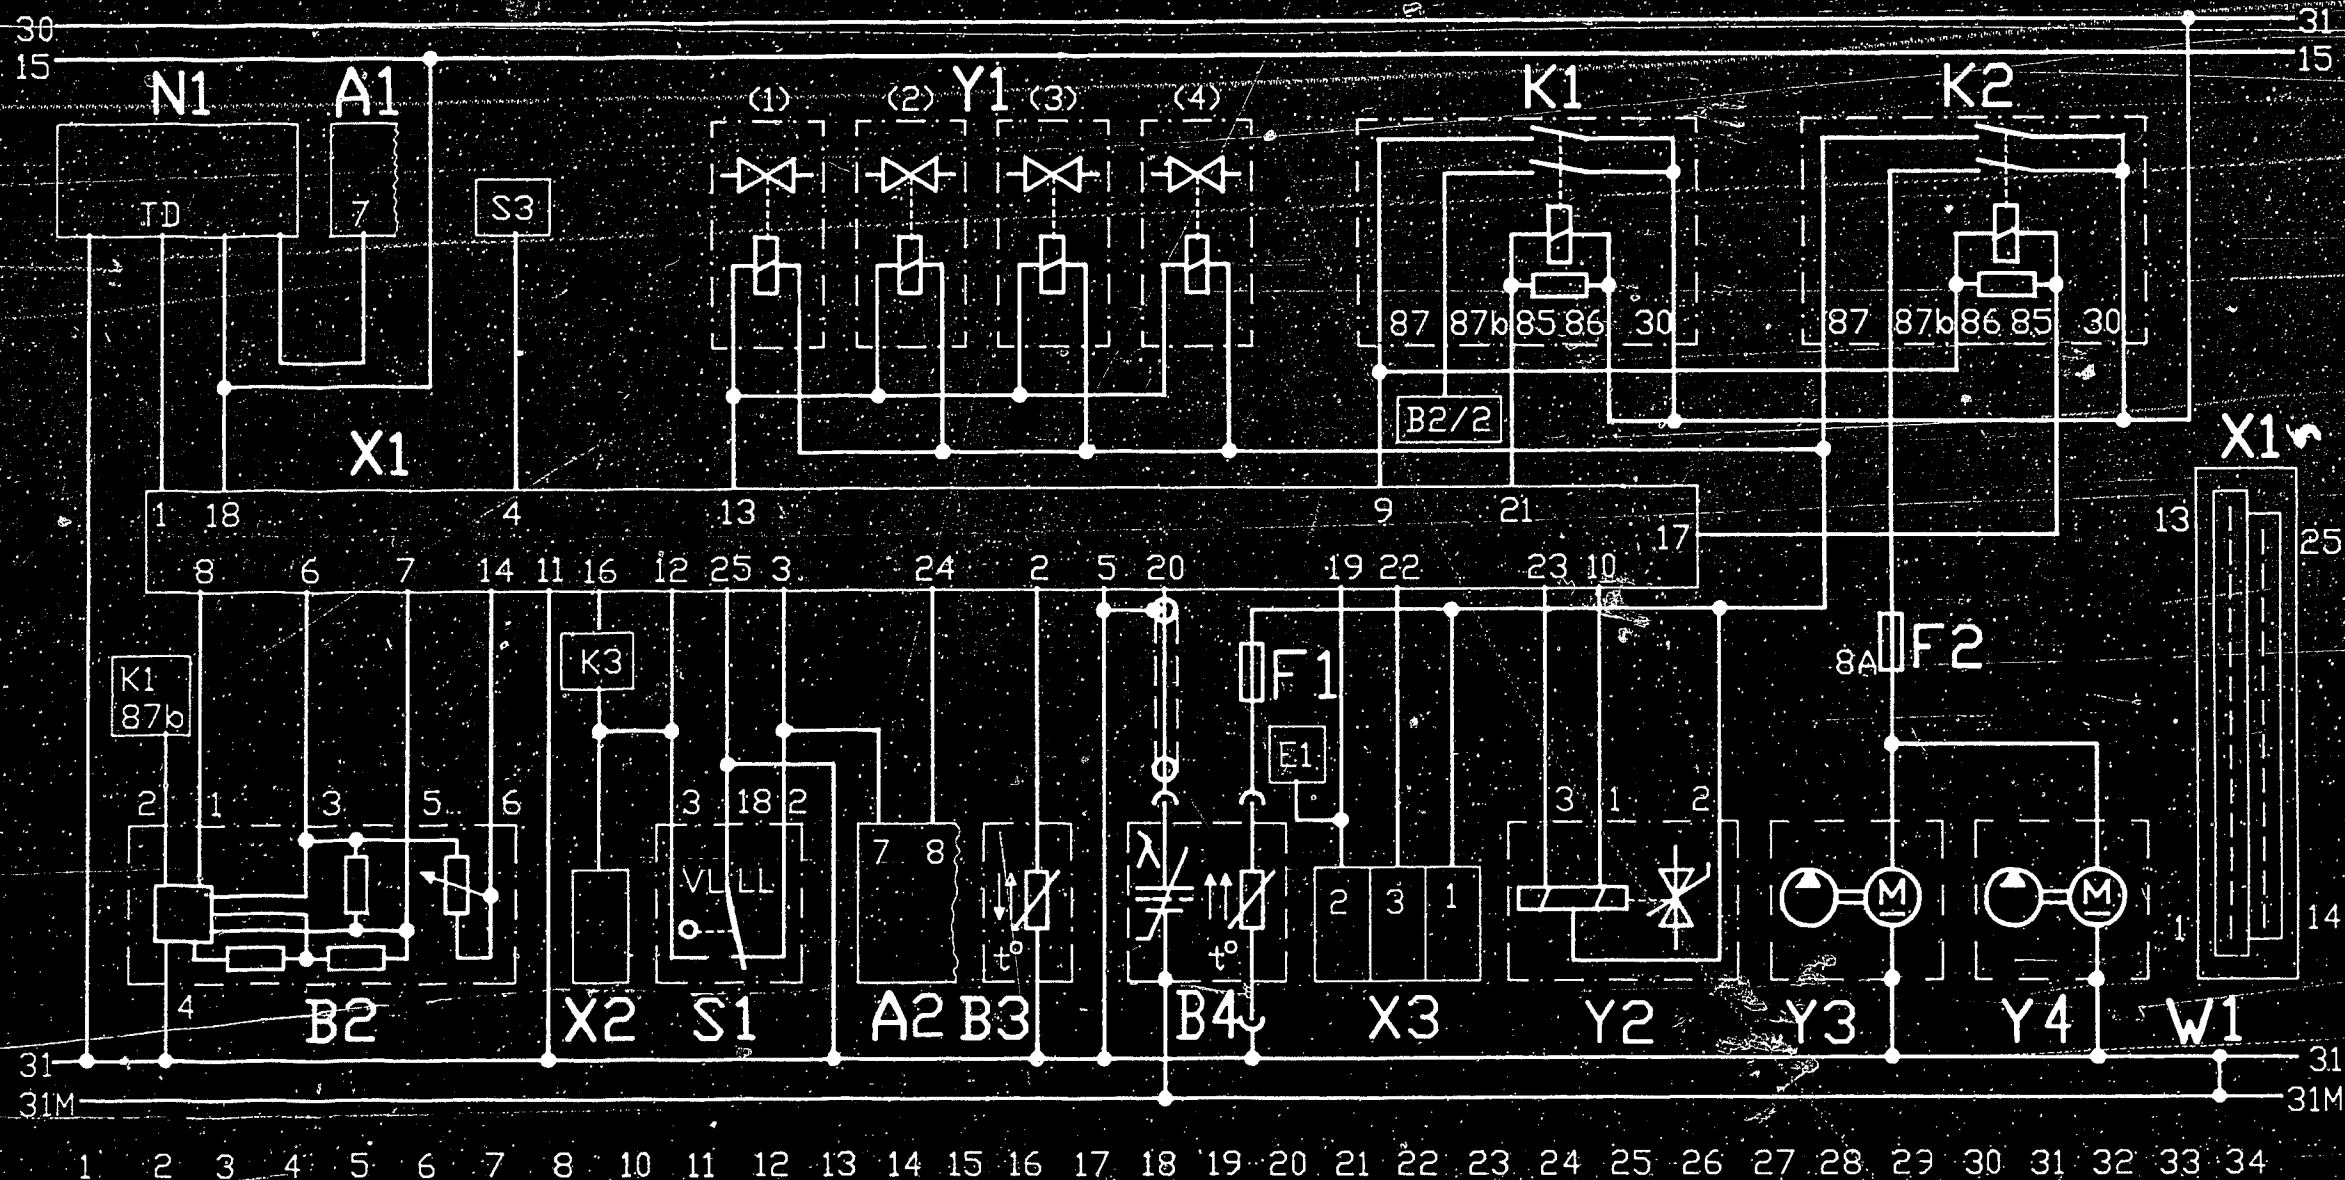 30 31
15 15
N1 A1 (1) (2) Y1 (3) (4) K1 K2
TD 7 S3
87 87b 85 86 30 87 87b 86 85 30
B2/2
X1 X1
1 18 4 13 9 21 17 13 25
8 6 7 14 11 16 12 25 3 24 2 5 20 19 22 23 10
K1
87b
K3 F1 8A F2
E1
2 1 3 5 6 3 18 2 3 1 2
VL LL 7 8 λ 2 3 1 M M 1 14
t° t°
4 B2 X2 S1 A2 B3 B4 X3 Y2 Y3 Y4 W1
31 31
31M 31M
1 2 3 4 5 6 7 8 10 11 12 13 14 15 16 17 18 19 20 21 22 23 24 25 26 27 28 29 30 31 32 33 34